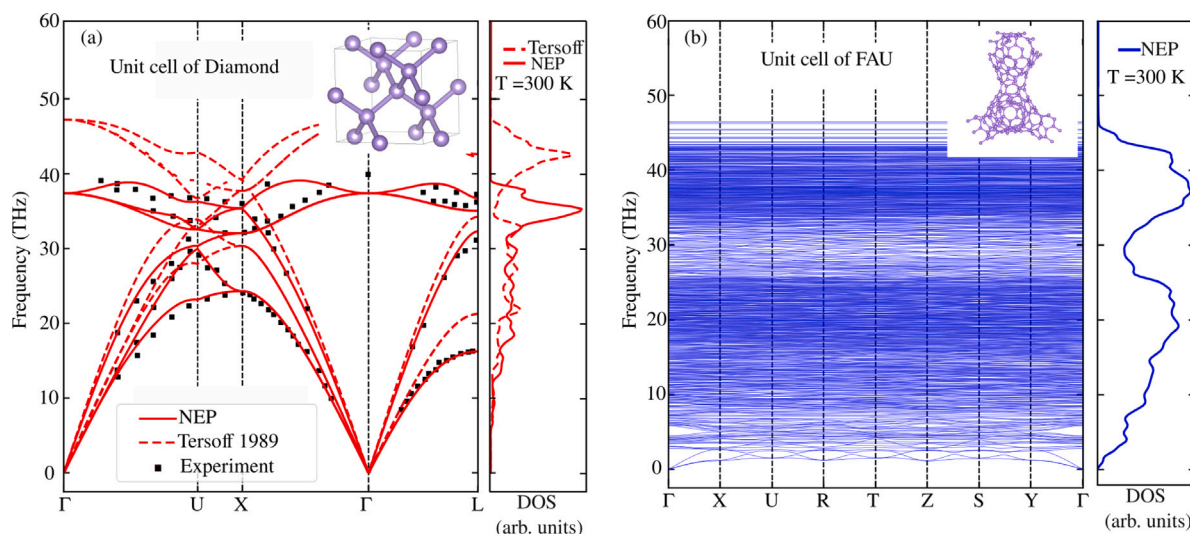 (a)
Unit cell of Diamond
60
50
40
30
20
10
0
Frequency (THz)
NEP
Tersoff 1989
Experiment
Γ U X Γ L
Tersoff
NEP
T =300 K
DOS
(arb. units)
(b)
Unit cell of FAU
60
50
40
30
20
10
0
Frequency (THz)
Γ X U R T Z S Y Γ
NEP
T =300 K
DOS
(arb. units)